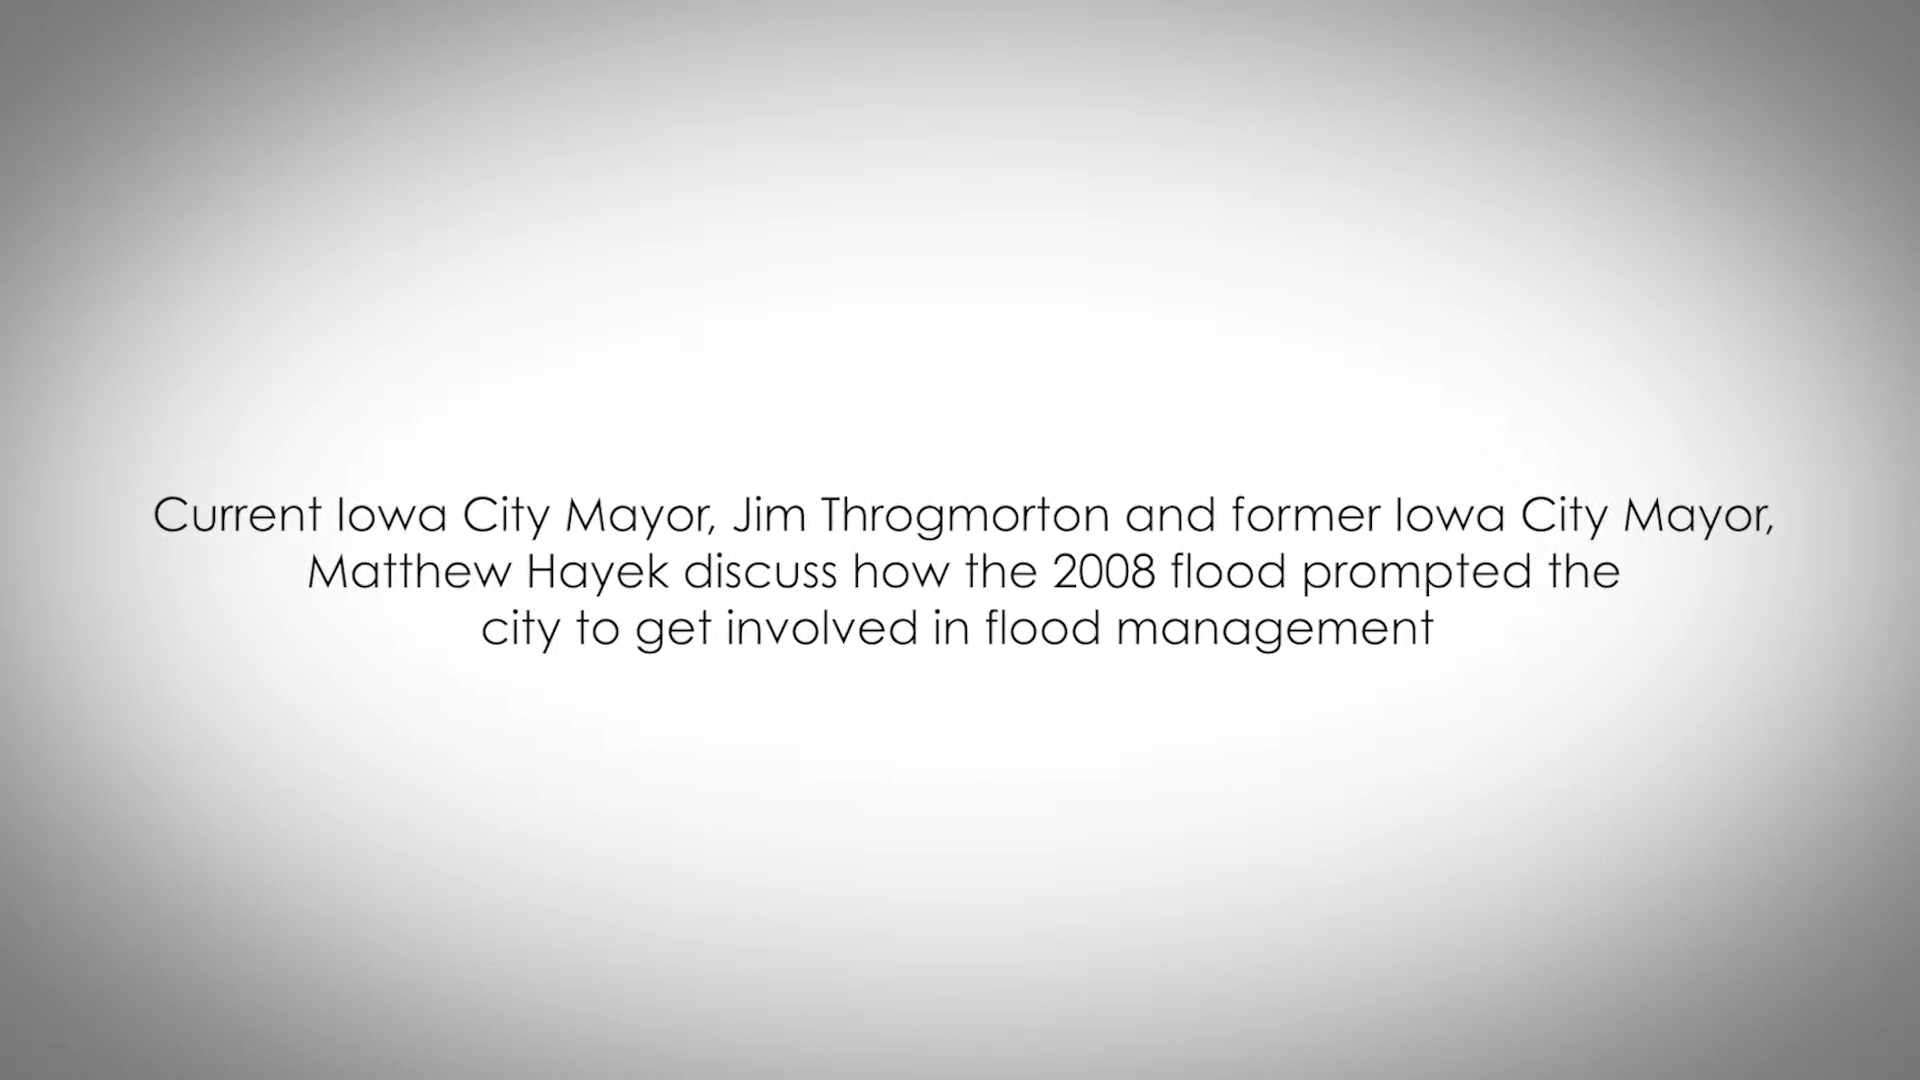 Current Iowa City Mayor, Jim Throgmorton and former Iowa City Mayor,
Matthew Hayek discuss how the 2008 flood prompted the
city to get involved in flood management